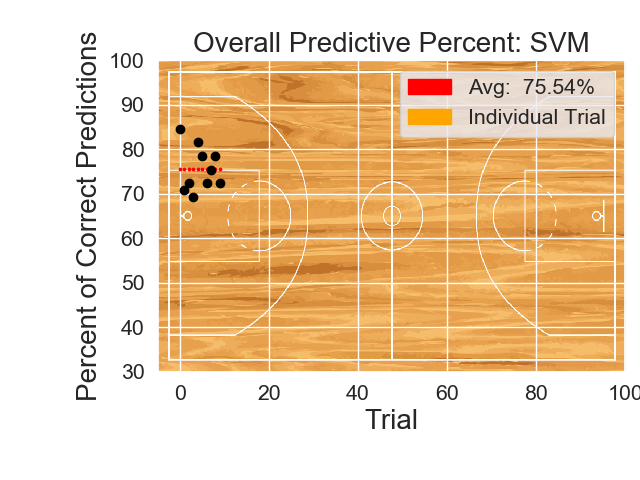 Overall Predictive Percent: SVM
Percent of Correct Predictions
100
90
80
70
60
50
40
30
Avg:  75.54%
Individual Trial
0
20
40
60
80
100
Trial